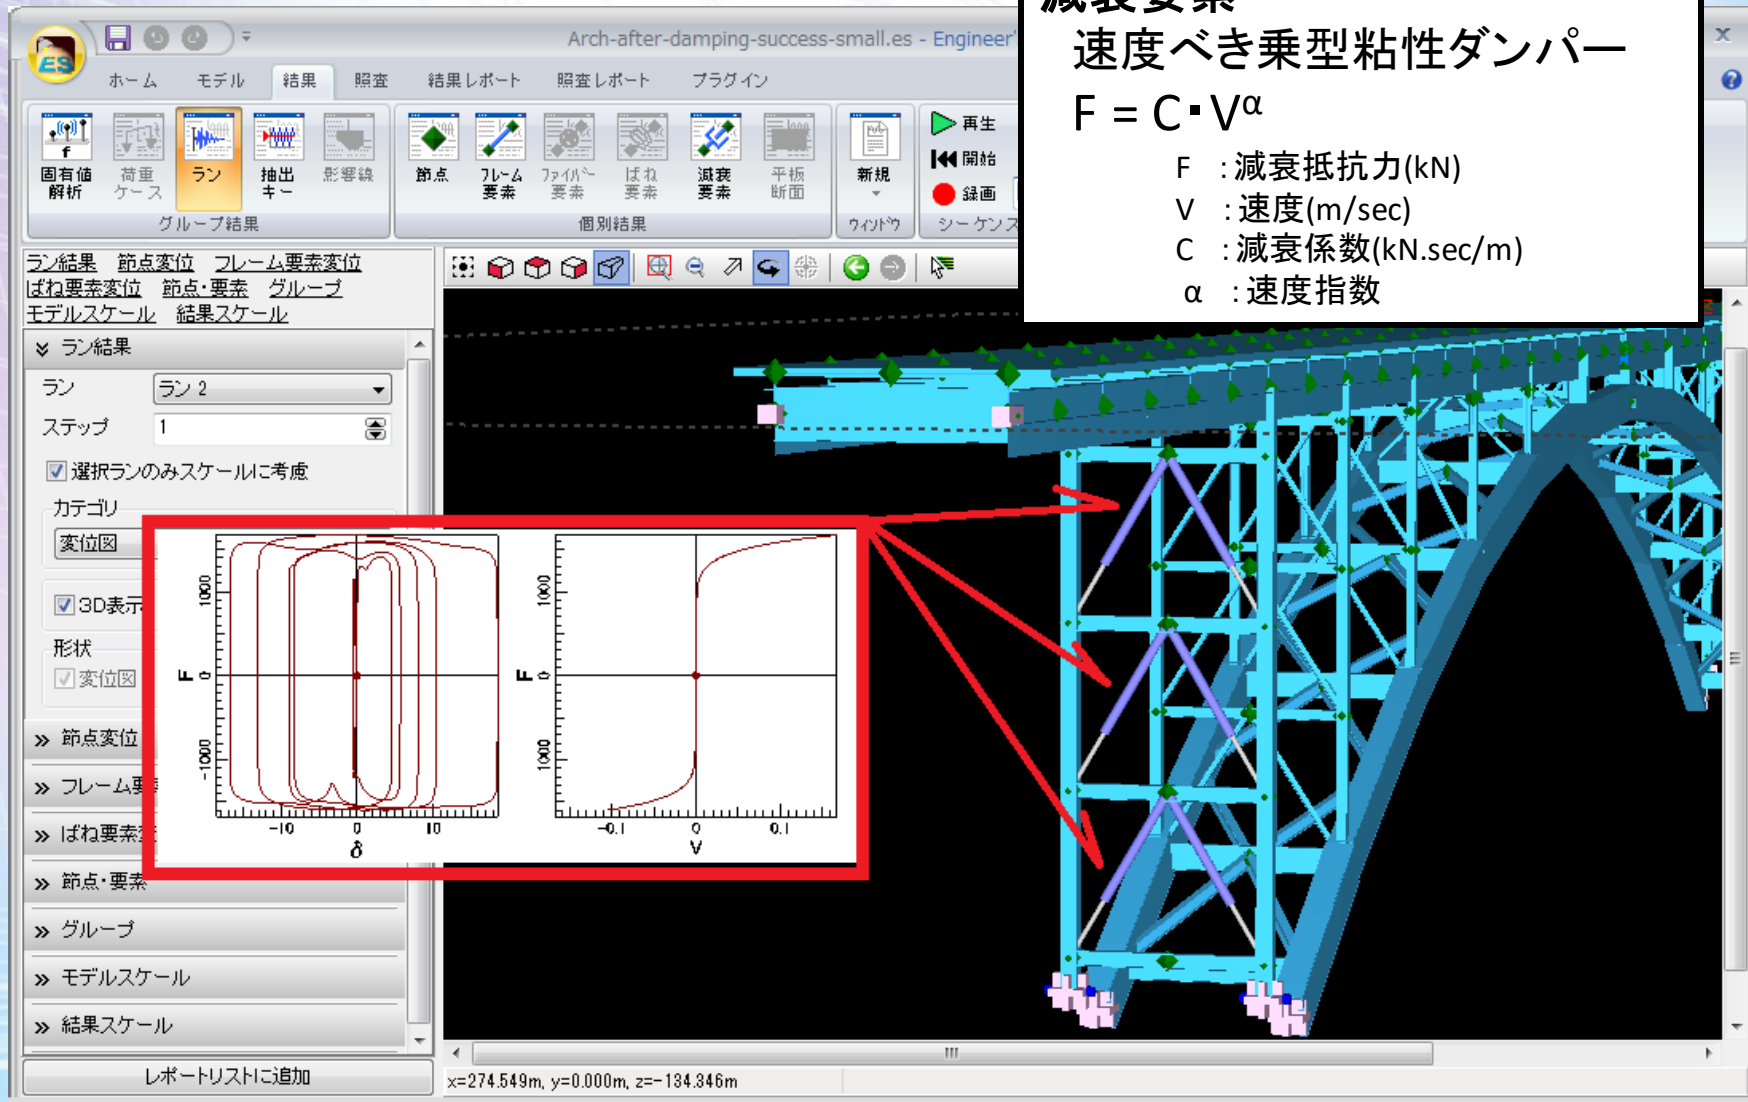 減衰要素
速度べき乗型粘性ダンパー
F = C・V^α
F ：減衰抵抗力(kN)
V ：速度(m/sec)
C ：減衰係数(kN.sec/m)
α ：速度指数
Arch-after-damping-success-small.es - Engineer'
ES
ホーム モデル 結果 照査 結果レポート 照査レポート プラグイン
固有値解析 荷重ケース ラン 抽出キー 影響線
グループ結果
節点 フレーム要素 ファイバー要素 ばね要素 減衰要素 平板断面
個別結果
新規
ウィンドウ
再生
開始
録画
シーケンス
ラン結果 節点変位 フレーム要素変位
ばね要素変位 節点・要素 グループ
モデルスケール 結果スケール
ラン結果
ラン ラン 2
ステップ 1
選択ランのみスケールに考慮
カテゴリ
変位図
3D表示
形状
変位図
節点変位
フレーム要
ばね要素変
節点・要素
グループ
モデルスケール
結果スケール
レポートリストに追加
F
1000
0
-1000
-10 0 10
δ
F
1000
0
1000
-0.1 0 0.1
V
x=274.549m, y=0.000m, z=-134.346m